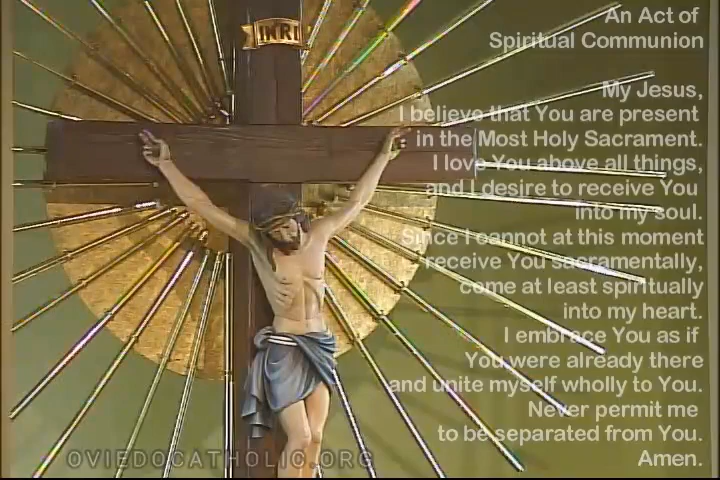 INRI
An Act of
Spiritual Communion
My Jesus,
I believe that You are present
in the Most Holy Sacrament.
I love You above all things,
and I desire to receive You
into my soul.
Since I cannot at this moment
receive You sacramentally,
come at least spiritually
into my heart.
I embrace You as if
You were already there
and unite myself wholly to You.
Never permit me
to be separated from You.
Amen.
OVIEDOCATHOLIC.ORG